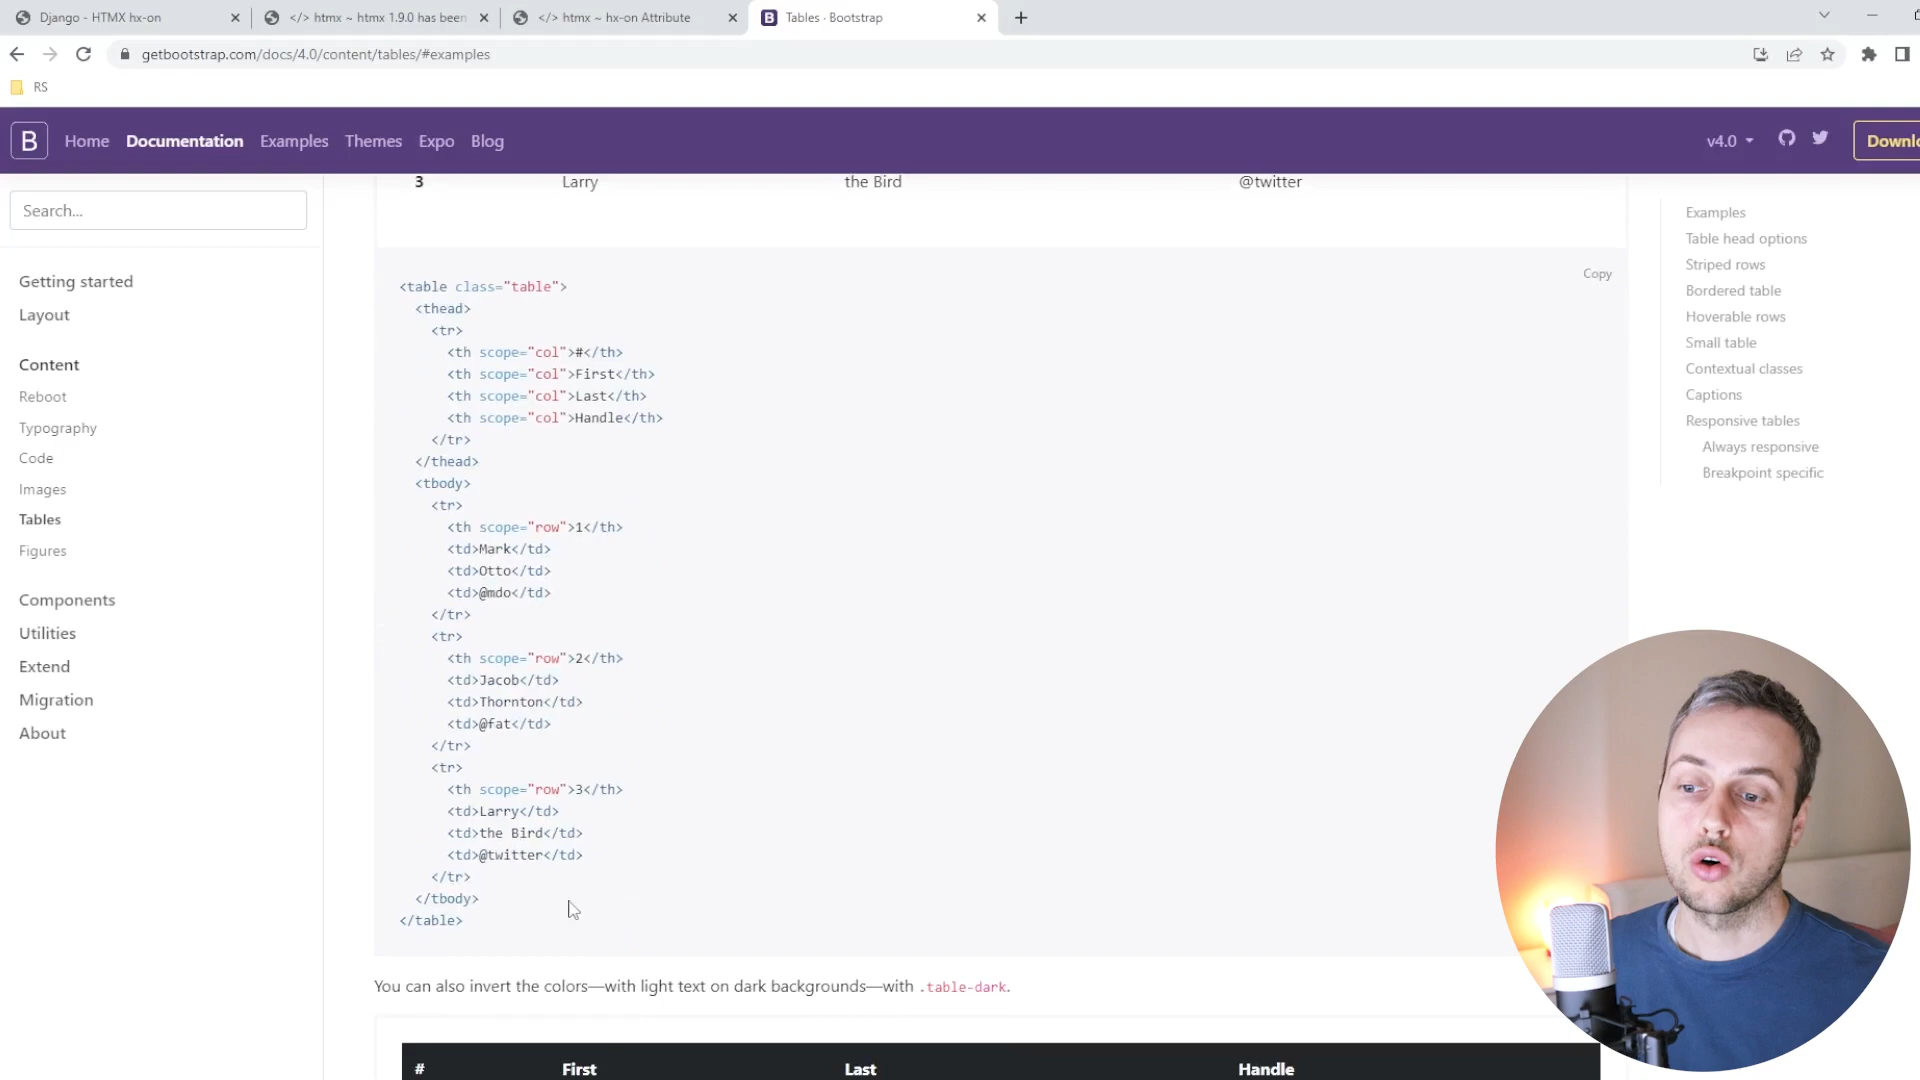 Django - HTMX hx-on
</> htmx ~ htmx 1.9.0 has been
</> htmx ~ hx-on Attribute
B Tables · Bootstrap
getbootstrap.com/docs/4.0/content/tables/#examples
RS
B Home Documentation Examples Themes Expo Blog v4.0 Downlo
Search...
Getting started
Layout
Content
Reboot
Typography
Code
Images
Tables
Figures
Components
Utilities
Extend
Migration
About
3 Larry the Bird @twitter
Copy
<table class="table">
<thead>
<tr>
<th scope="col">#</th>
<th scope="col">First</th>
<th scope="col">Last</th>
<th scope="col">Handle</th>
</tr>
</thead>
<tbody>
<tr>
<th scope="row">1</th>
<td>Mark</td>
<td>Otto</td>
<td>@mdo</td>
</tr>
<tr>
<th scope="row">2</th>
<td>Jacob</td>
<td>Thornton</td>
<td>@fat</td>
</tr>
<tr>
<th scope="row">3</th>
<td>Larry</td>
<td>the Bird</td>
<td>@twitter</td>
</tr>
</tbody>
</table>
You can also invert the colors—with light text on dark backgrounds—with .table-dark.
# First Last Handle
Examples
Table head options
Striped rows
Bordered table
Hoverable rows
Small table
Contextual classes
Captions
Responsive tables
Always responsive
Breakpoint specific